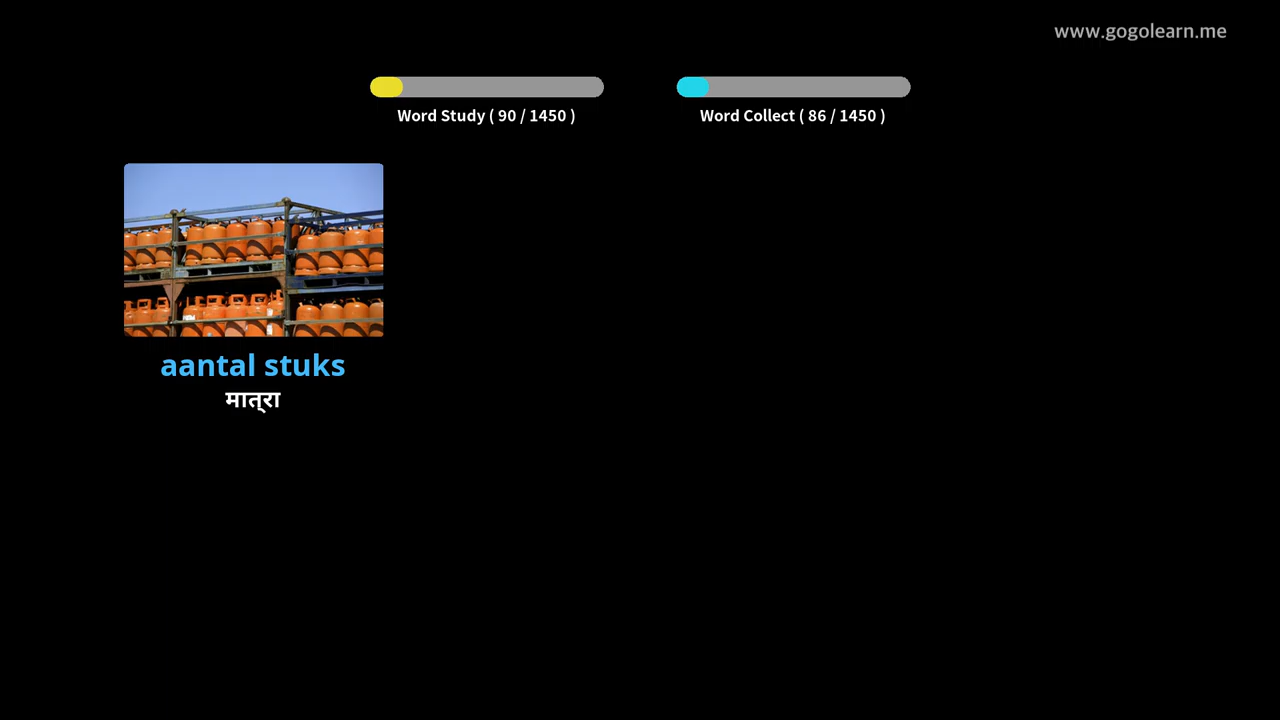 www.gogolearn.me
Word Study ( 90 / 1450 )
Word Collect ( 86 / 1450 )
aantal stuks
मात्रा